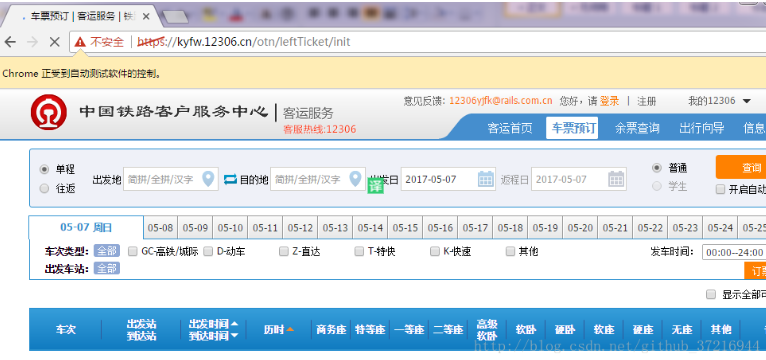 车票预订 | 客运服务 | 铁
不安全 | https://kyfw.12306.cn/otn/leftTicket/init
Chrome 正受到自动测试软件的控制。
意见反馈：12306yjfk@rails.com.cn 您好，请 登录 | 注册 我的12306
中国铁路客户服务中心 | 客运服务
客服热线:12306
客运首页 车票预订 余票查询 出行向导 信息
单程
往返
出发地 简拼/全拼/汉字 目的地 简拼/全拼/汉字 译 出发日 2017-05-07 返程日 2017-05-07
普通
学生
查询
开启自动
05-07 周日 05-08 05-09 05-10 05-11 05-12 05-13 05-14 05-15 05-16 05-17 05-18 05-19 05-20 05-21 05-22 05-23 05-24 05-25
车次类型： 全部 GC-高铁/城际 D-动车 Z-直达 T-特快 K-快速 其他 发车时间： 00:00--24:00
出发车站： 全部 订票
显示全部可
车次 出发站 到达站 出发时间 到达时间 历时 商务座 特等座 一等座 二等座 高级软卧 软卧 硬卧 软座 硬座 无座 其他
http://blog.csdn.net/github_37216944